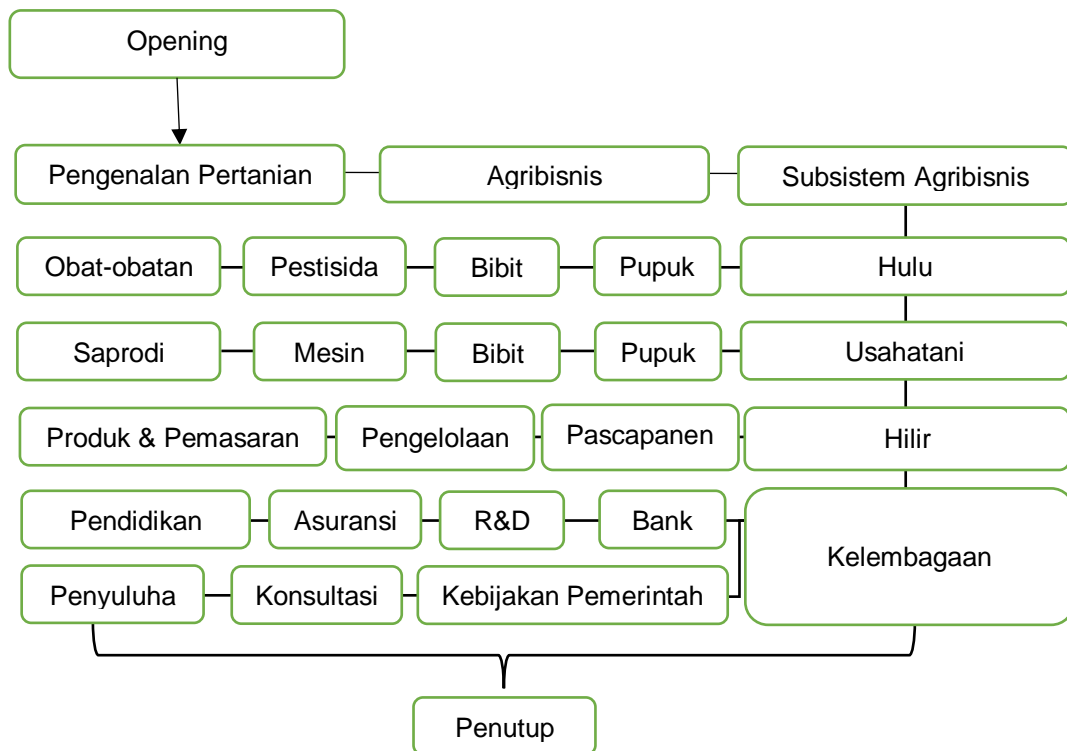 Opening
Pengenalan Pertanian
Agribisnis
Subsistem Agribisnis
Obat-obatan
Pestisida
Bibit
Pupuk
Hulu
Saprodi
Mesin
Bibit
Pupuk
Usahatani
Produk & Pemasaran
Pengelolaan
Pascapanen
Hilir
Pendidikan
Asuransi
R&D
Bank
Kelembagaan
Penyuluha
Konsultasi
Kebijakan Pemerintah
Penutup